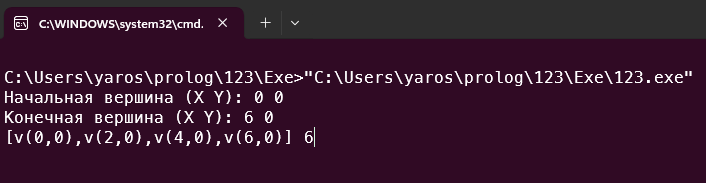 C:\WINDOWS\system32\cmd.
C:\Users\yaros\prolog\123\Exe>"C:\Users\yaros\prolog\123\Exe\123.exe"
Начальная вершина (X Y): 0 0
Конечная вершина (X Y): 6 0
[v(0,0),v(2,0),v(4,0),v(6,0)] 6